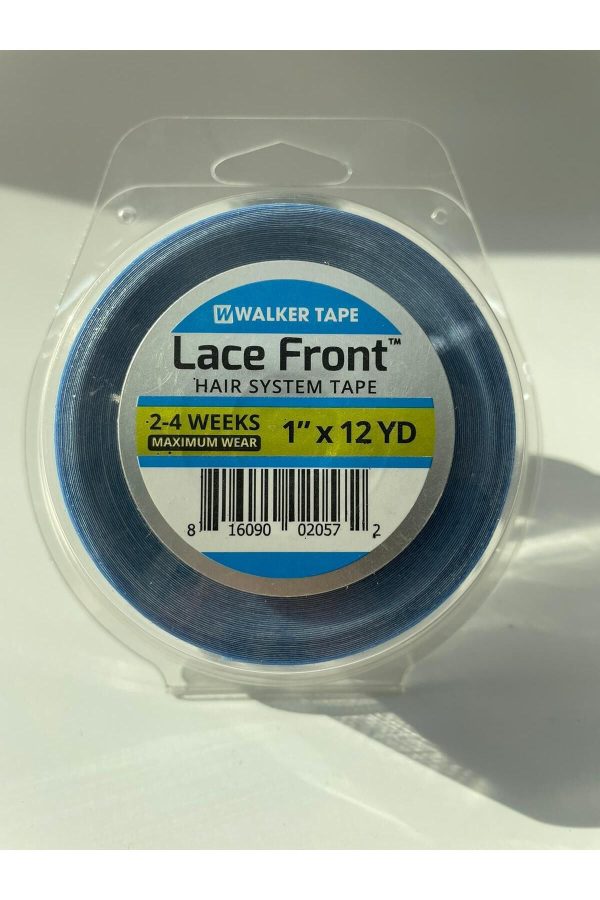 WALKER TAPE
Lace Front™
HAIR SYSTEM TAPE
2-4 WEEKS
MAXIMUM WEAR
1” x 12 YD
8 16090 02057 2